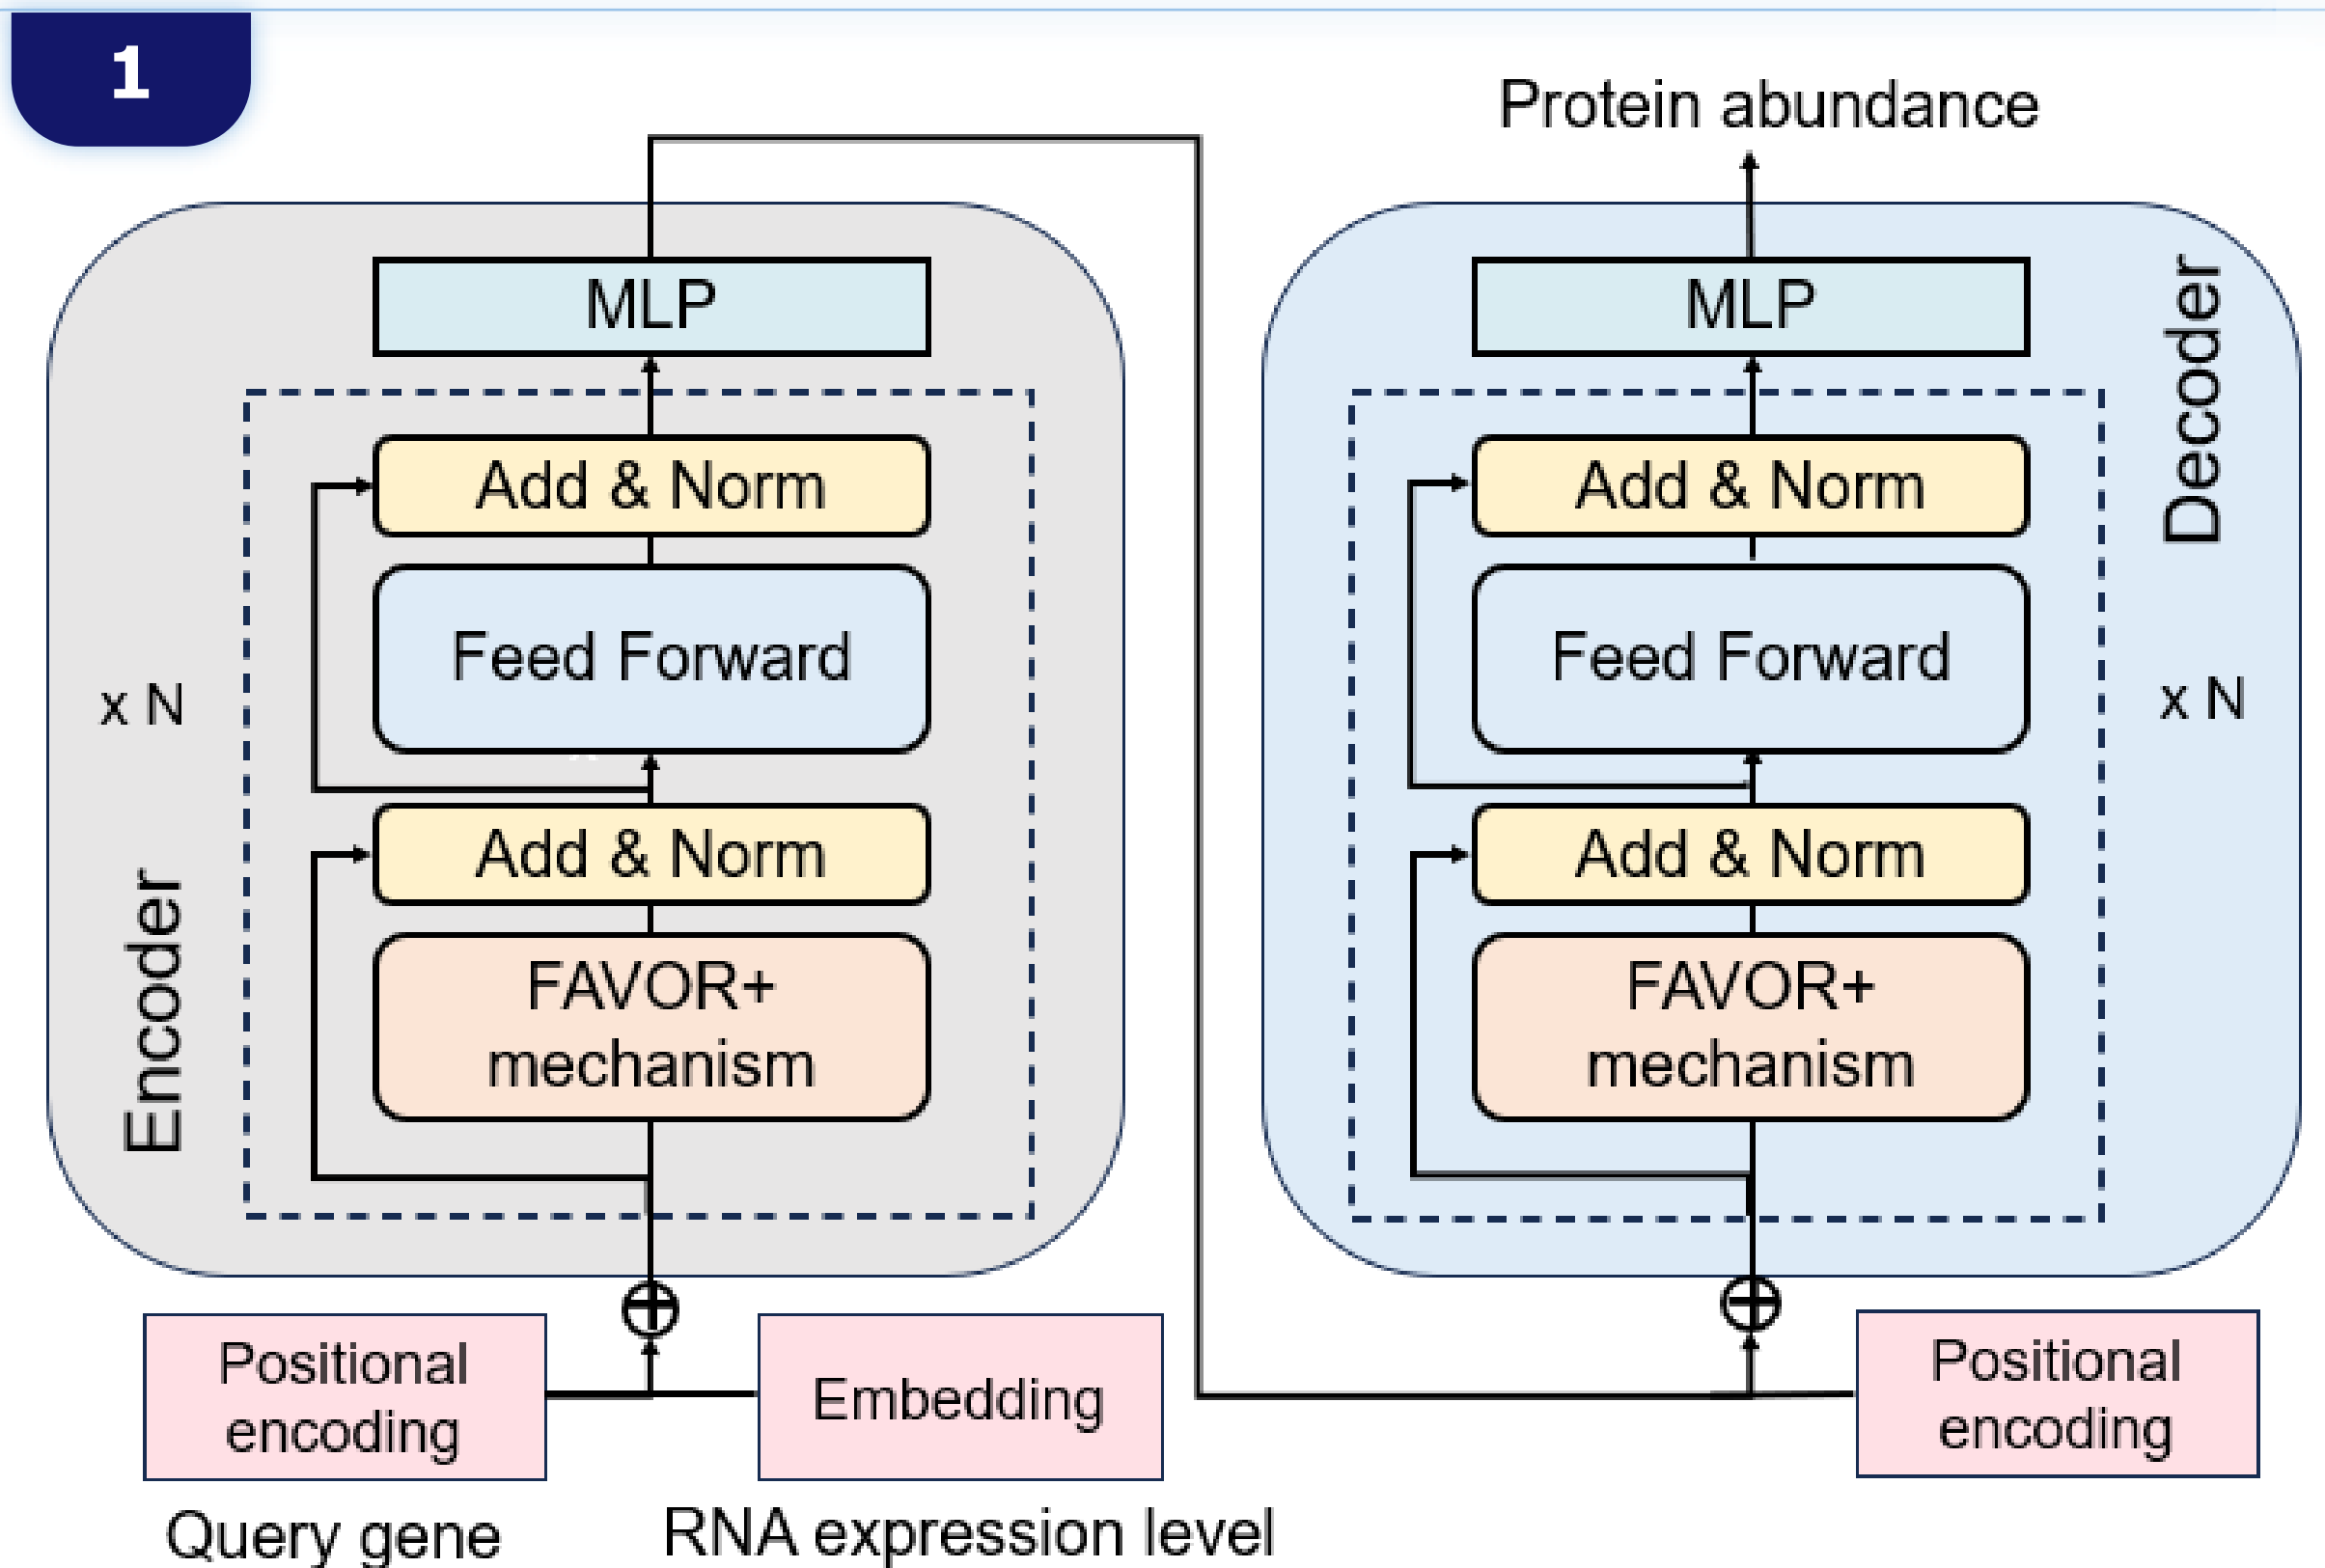 1
MLP
Add & Norm
Feed Forward
x N
Add & Norm
Encoder
FAVOR+
mechanism
Positional
encoding
Embedding
Query gene
RNA expression level
Protein abundance
MLP
Decoder
Add & Norm
Feed Forward
x N
Add & Norm
FAVOR+
mechanism
Positional
encoding